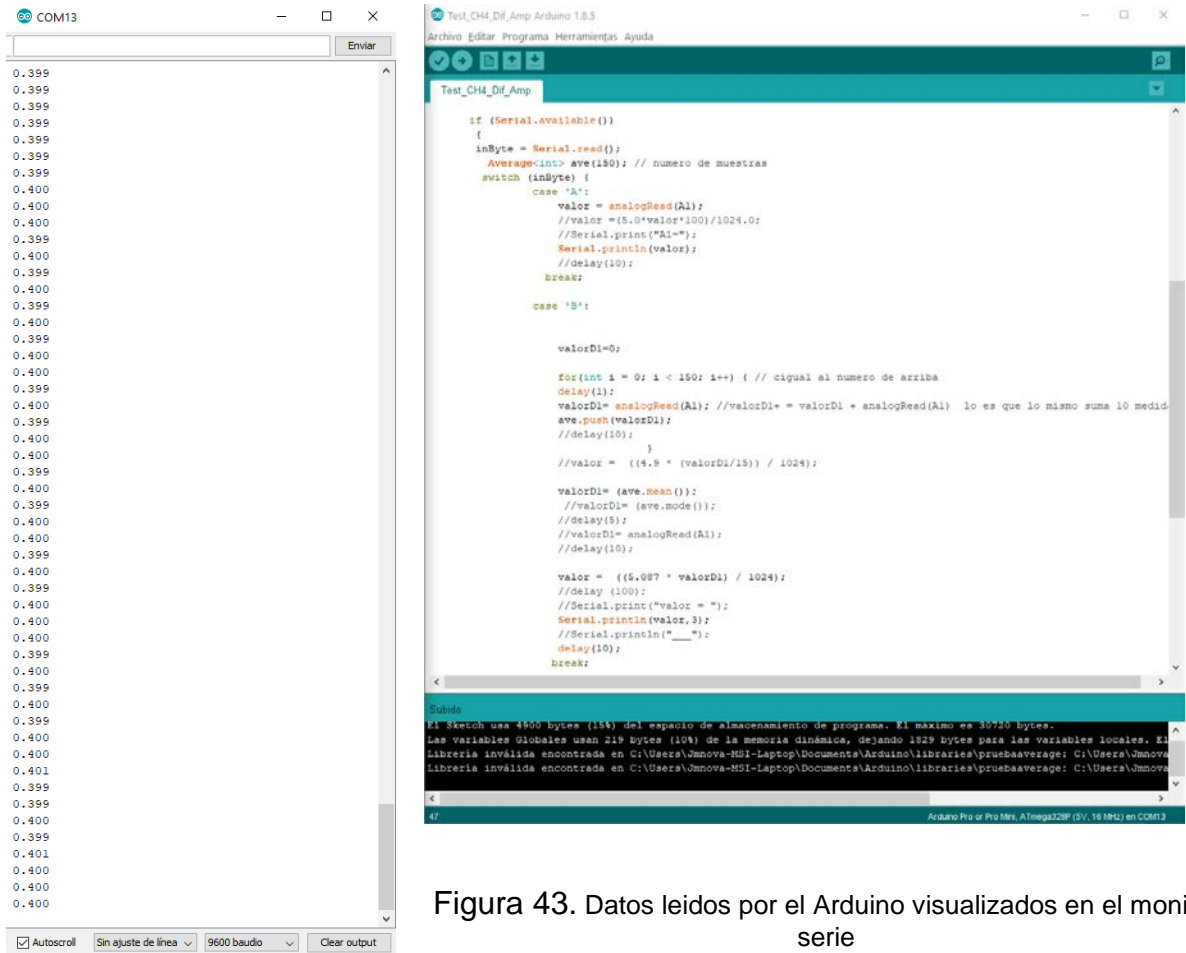 COM13
Enviar
0.399
0.399
0.399
0.399
0.399
0.399
0.399
0.400
0.400
0.400
0.399
0.400
0.399
0.400
0.399
0.400
0.399
0.400
0.400
0.399
0.400
0.399
0.400
0.400
0.399
0.400
0.399
0.400
0.400
0.399
0.400
0.399
0.400
0.400
0.400
0.399
0.400
0.399
0.400
0.399
0.400
0.400
0.401
0.399
0.399
0.400
0.399
0.401
0.400
0.400
0.400
Autoscroll Sin ajuste de línea 9600 baudio Clear output
Test_CH4_Dif_Amp Arduino 1.8.5
Archivo Editar Programa Herramientas Ayuda
Test_CH4_Dif_Amp
if (Serial.available())
{
inByte = Serial.read();
Average<int> ave(150); // numero de muestras
switch (inByte) {
case 'A':
valor = analogRead(A1);
//valor =(5.0*valor*100)/1024.0;
//Serial.print("A1=");
Serial.println(valor);
//delay(10);
break;
case 'B':
valorD1=0;
for(int i = 0; i < 150; i++) { // cigual al numero de arriba
delay(1);
valorD1= analogRead(A1); //valorD1+ = valorD1 + analogRead(A1) lo es que lo mismo suma 10 medid
ave.push(valorD1);
//delay(10);
}
//valor = ((4.9 * (valorD1/15)) / 1024);
valorD1= (ave.mean());
//valorD1= (ave.mode());
//delay(5);
//valorD1= analogRead(A1);
//delay(10);
valor = ((5.087 * valorD1) / 1024);
//delay (100);
//Serial.print("valor = ");
Serial.println(valor,3);
//Serial.println("___");
delay(10);
break;
Subido
El Sketch usa 4900 bytes (15%) del espacio de almacenamiento de programa. El máximo es 30720 bytes.
Las variables Globales usan 219 bytes (10%) de la memoria dinámica, dejando 1829 bytes para las variables locales. El
Librería inválida encontrada en C:\Users\Jmnova-MSI-Laptop\Documents\Arduino\libraries\pruebaaverage: C:\Users\Jmnova
Librería inválida encontrada en C:\Users\Jmnova-MSI-Laptop\Documents\Arduino\libraries\pruebaaverage: C:\Users\Jmnova
47 Arduino Pro or Pro Mini, ATmega328P (5V, 16 MHz) en COM13
Figura 43. Datos leidos por el Arduino visualizados en el moni
serie